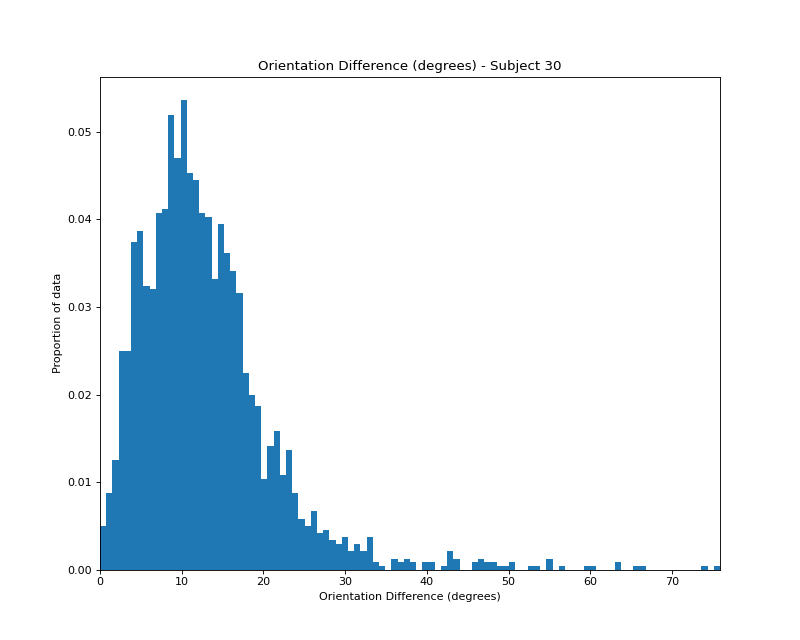 Orientation Difference (degrees) - Subject 30
0.05
0.04
0.03
0.02
0.01
0.00
Proportion of data
0 10 20 30 40 50 60 70
Orientation Difference (degrees)